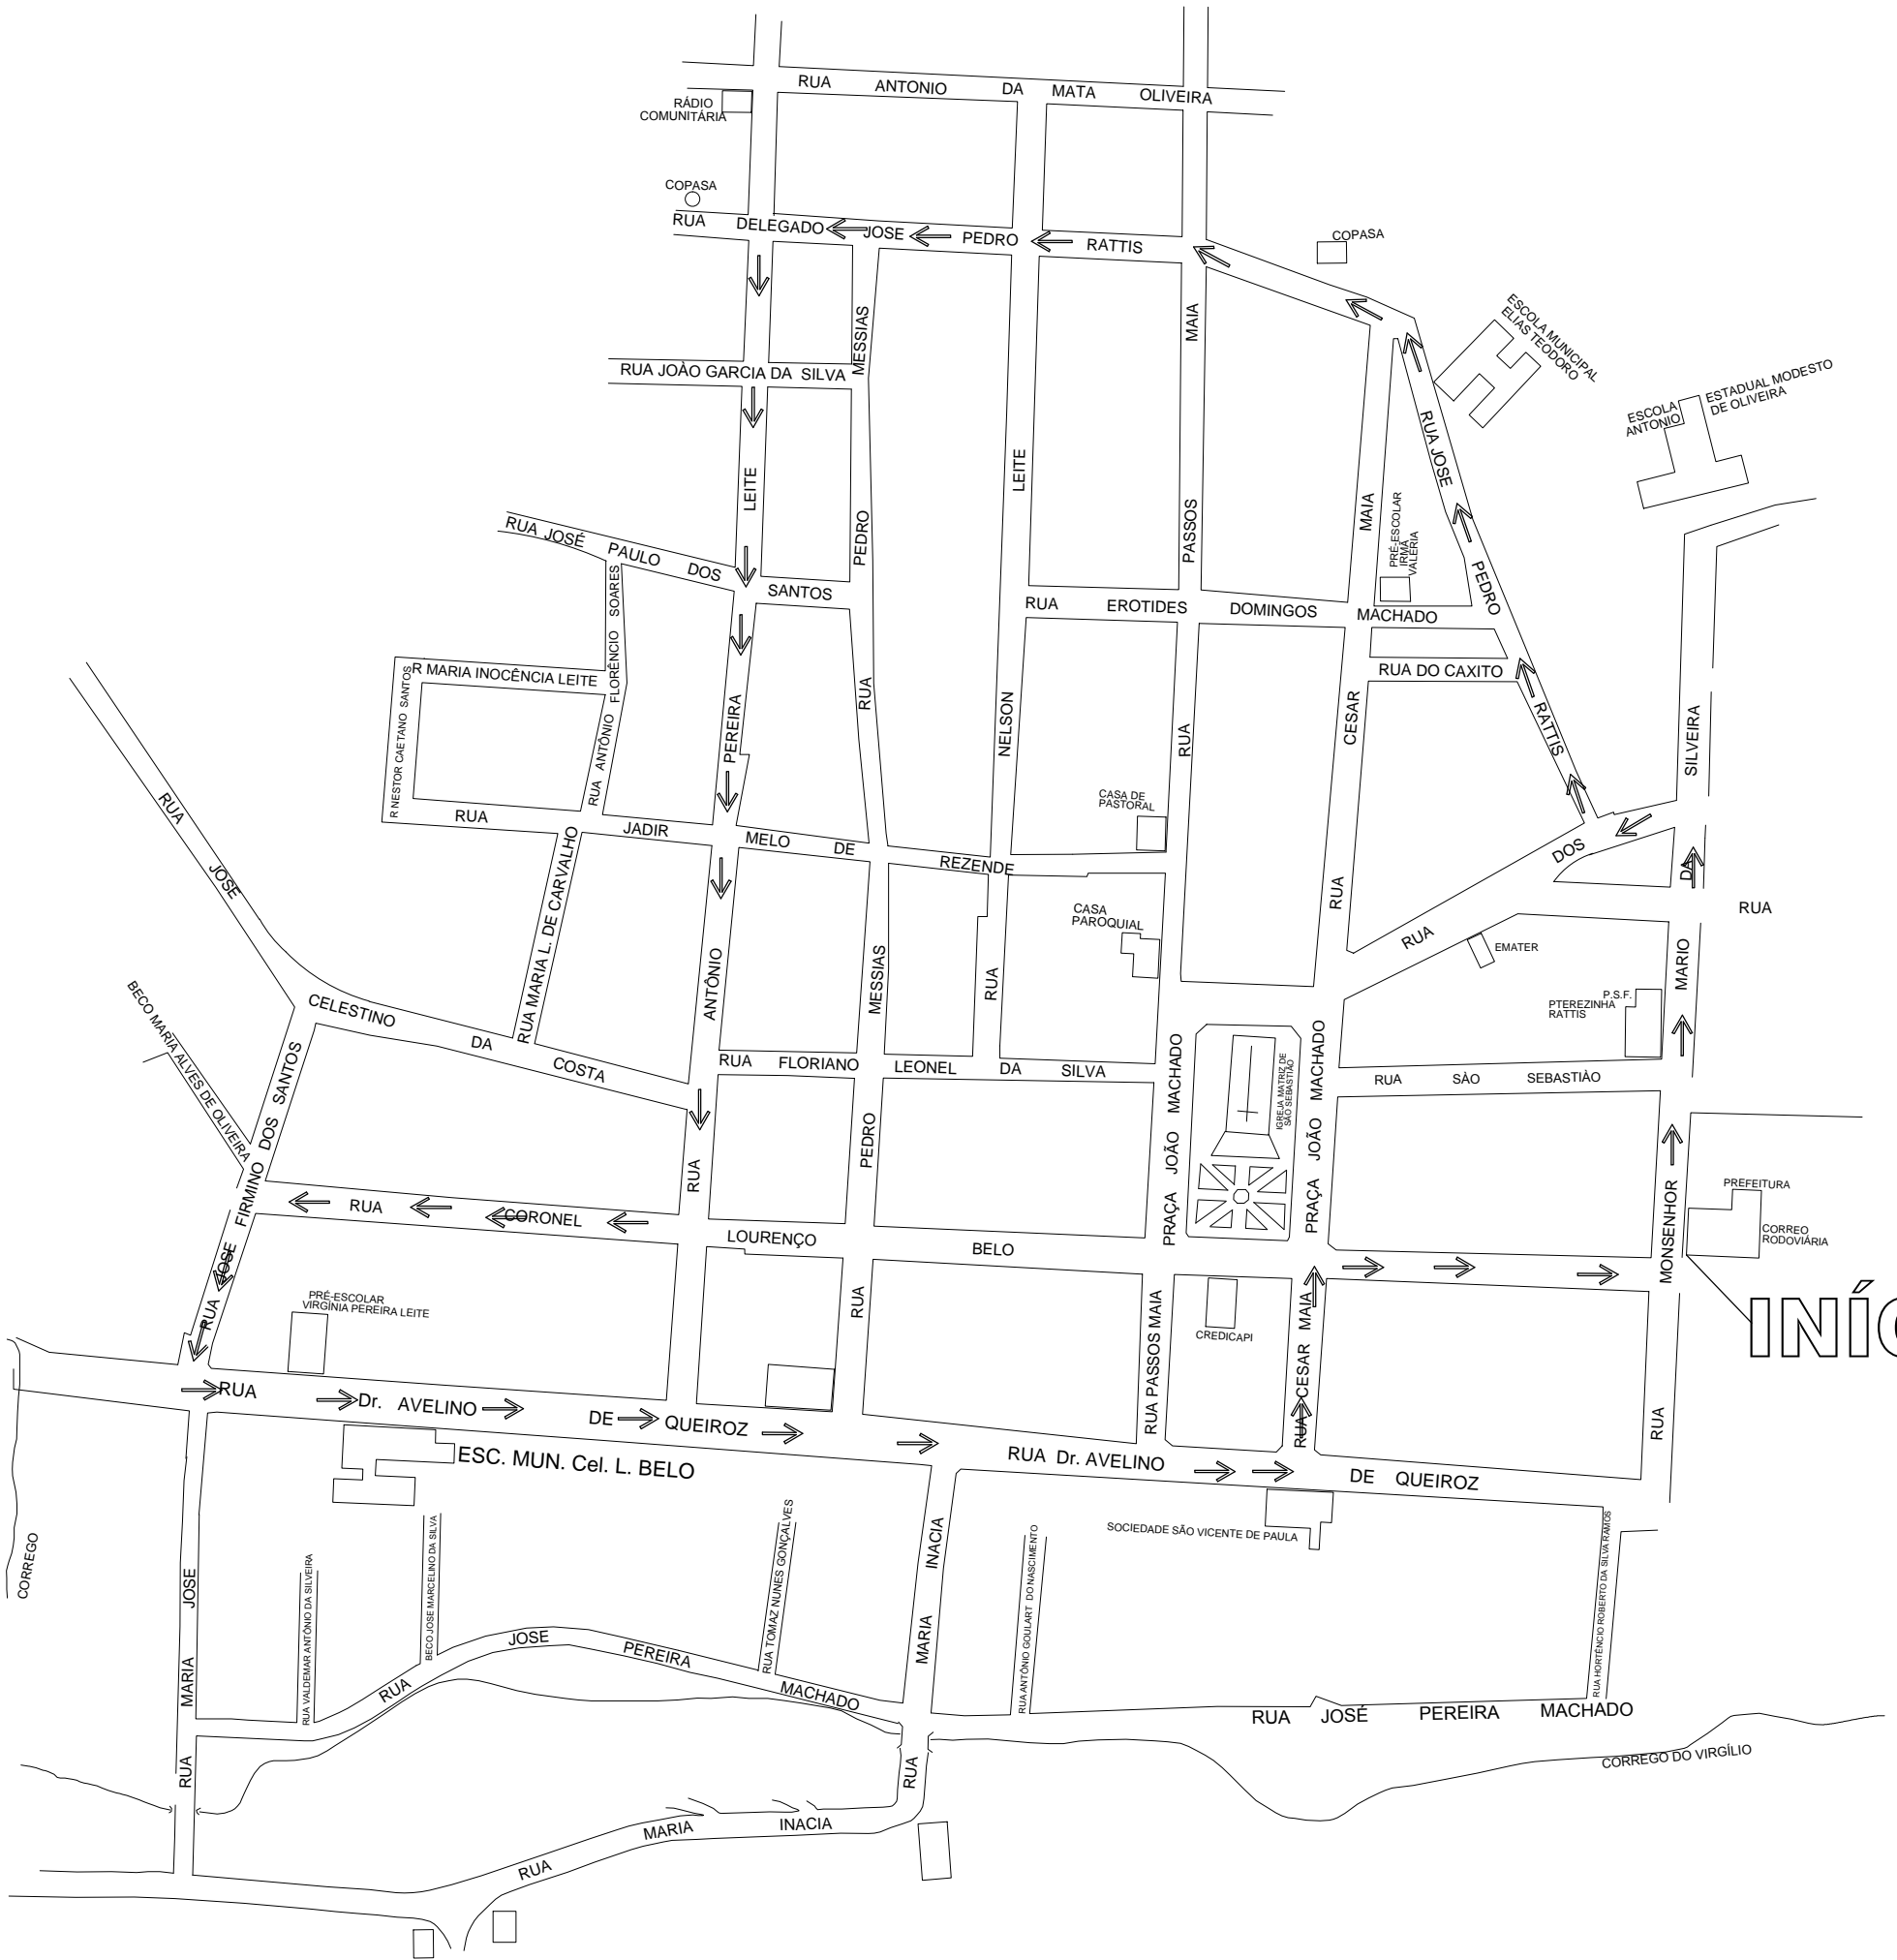 RUA ANTONIO DA MATA OLIVEIRA
RÁDIO
COMUNITÁRIA
COPASA
RUA DELEGADO JOSE PEDRO RATTIS
COPASA
ESCOLA MUNICIPAL
ELIAS TEODORO
ESCOLA ESTADUAL MODESTO
ANTONIO DE OLIVEIRA
RUA JOÀO GARCIA DA SILVA
RUA PEDRO MESSIAS
RUA NELSON LEITE
RUA PASSOS MAIA
RUA CESAR MAIA
RUA JOSE PEDRO RATTIS
PRÉ-ESCOLAR
IRMÃ
VALÉRIA
RUA JOSÉ PAULO DOS SANTOS
RUA ANTÔNIO PEREIRA LEITE
RUA ANTÔNIO FLORÊNCIO SOARES
RUA EROTIDES DOMINGOS MACHADO
RUA DO CAXITO
R MARIA INOCÊNCIA LEITE
R NESTOR CAETANO SANTOS
RUA JADIR MELO DE REZENDE
RUA MARIA L. DE CARVALHO
CASA DE
PASTORAL
CASA
PAROQUIAL
RUA DOS
RUA
EMATER
P.S.F.
PTEREZINHA
RATTIS
RUA MONSENHOR MARIO DA SILVEIRA
RUA JOSE CELESTINO DA COSTA
BECO MARIA ALVES DE OLIVEIRA
RUA JOSE FIRMINO DOS SANTOS
RUA FLORIANO LEONEL DA SILVA
RUA PEDRO MESSIAS
PRAÇA JOÃO MACHADO
IGREJA MATRIZ DE
SÃO SEBASTIÃO
PRAÇA JOÃO MACHADO
RUA SÀO SEBASTIÀO
PREFEITURA
CORREO
RODOVIÁRIA
INÍC
RUA CORONEL LOURENÇO BELO
PRÉ-ESCOLAR
VIRGÍNIA PEREIRA LEITE
CREDICAPI
RUA PASSOS MAIA
RUA CESAR MAIA
RUA Dr. AVELINO DE QUEIROZ
RUA Dr. AVELINO DE QUEIROZ
ESC. MUN. Cel. L. BELO
SOCIEDADE SÃO VICENTE DE PAULA
CORREGO
RUA MARIA JOSE
RUA VALDEMAR ANTÔNIO DA SILVEIRA
BECO JOSE MARCELINO DA SILVA
RUA TOMAZ NUNES GONÇALVES
RUA MARIA INACIA
RUA ANTÔNIO GOULART DO NASCIMENTO
RUA HORTÊNCIO ROBERTO DA SILVA RAMOS
RUA JOSE PEREIRA MACHADO
RUA JOSÉ PEREIRA MACHADO
CORREGO DO VIRGÍLIO
RUA MARIA INACIA